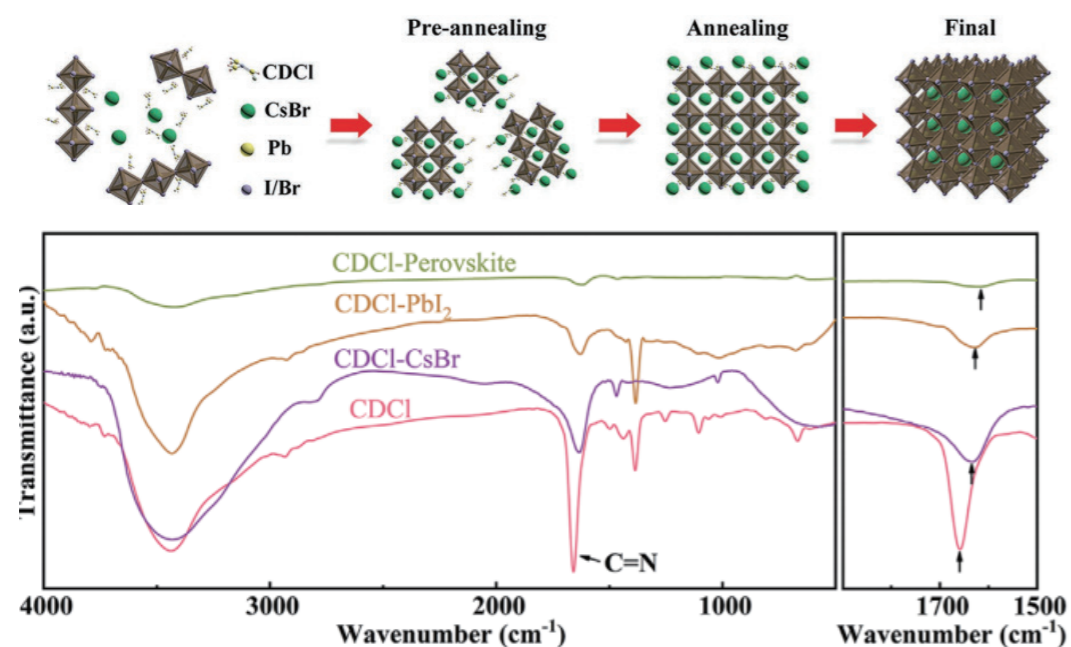 Pre-annealing
Annealing
Final
CDCl
CsBr
Pb
I/Br
CDCl-Perovskite
CDCl-PbI₂
CDCl-CsBr
CDCl
C=N
Transmittance (a.u.)
4000 3000 2000 1000
Wavenumber (cm⁻¹)
1700 1500
Wavenumber (cm⁻¹)